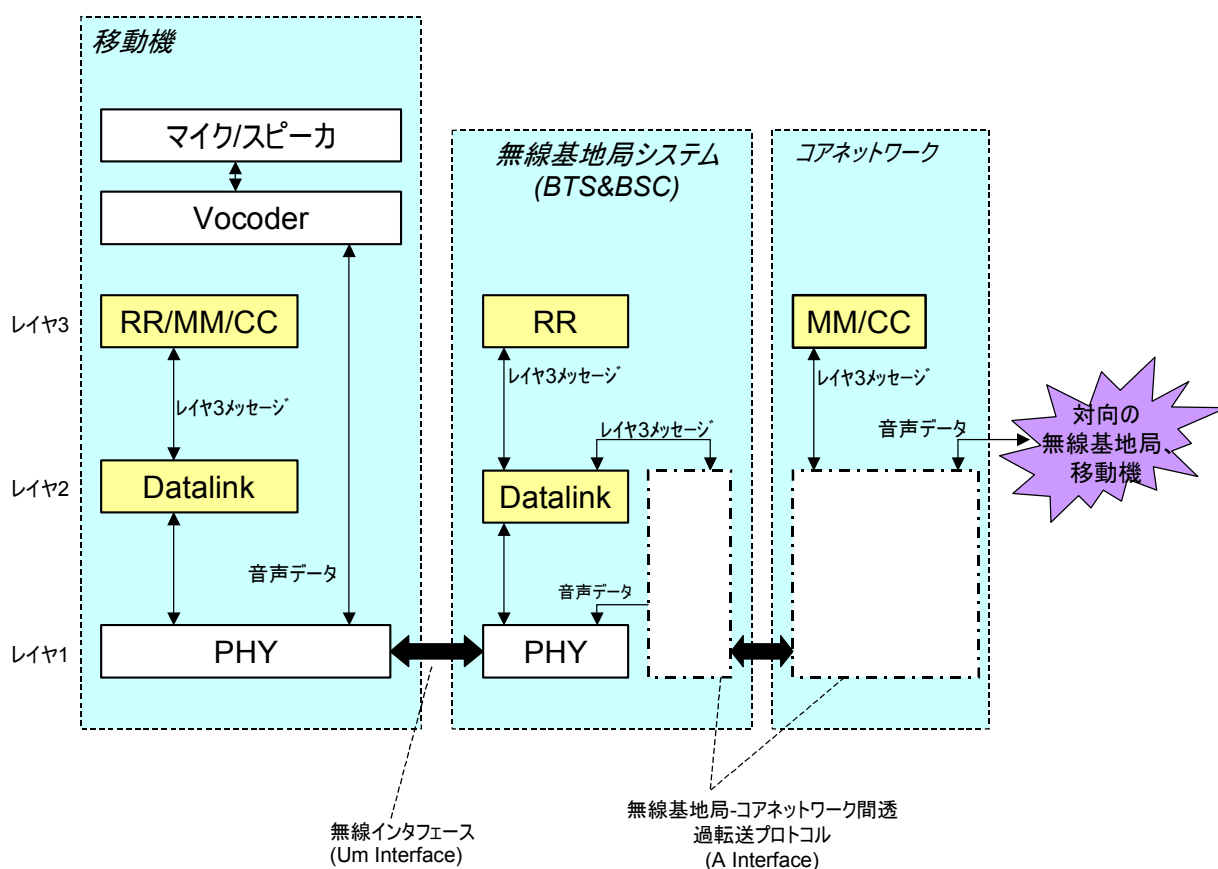 移動機
マイク/スピーカ
Vocoder
無線基地局システム
(BTS&BSC)
コアネットワーク
レイヤ3
RR/MM/CC
RR
MM/CC
レイヤ3メッセージ
レイヤ3メッセージ
レイヤ3メッセージ
レイヤ3メッセージ
音声データ
対向の
無線基地局、
移動機
レイヤ2
Datalink
Datalink
音声データ
音声データ
レイヤ1
PHY
PHY
無線インタフェース
(Um Interface)
無線基地局-コアネットワーク間透
過転送プロトコル
(A Interface)